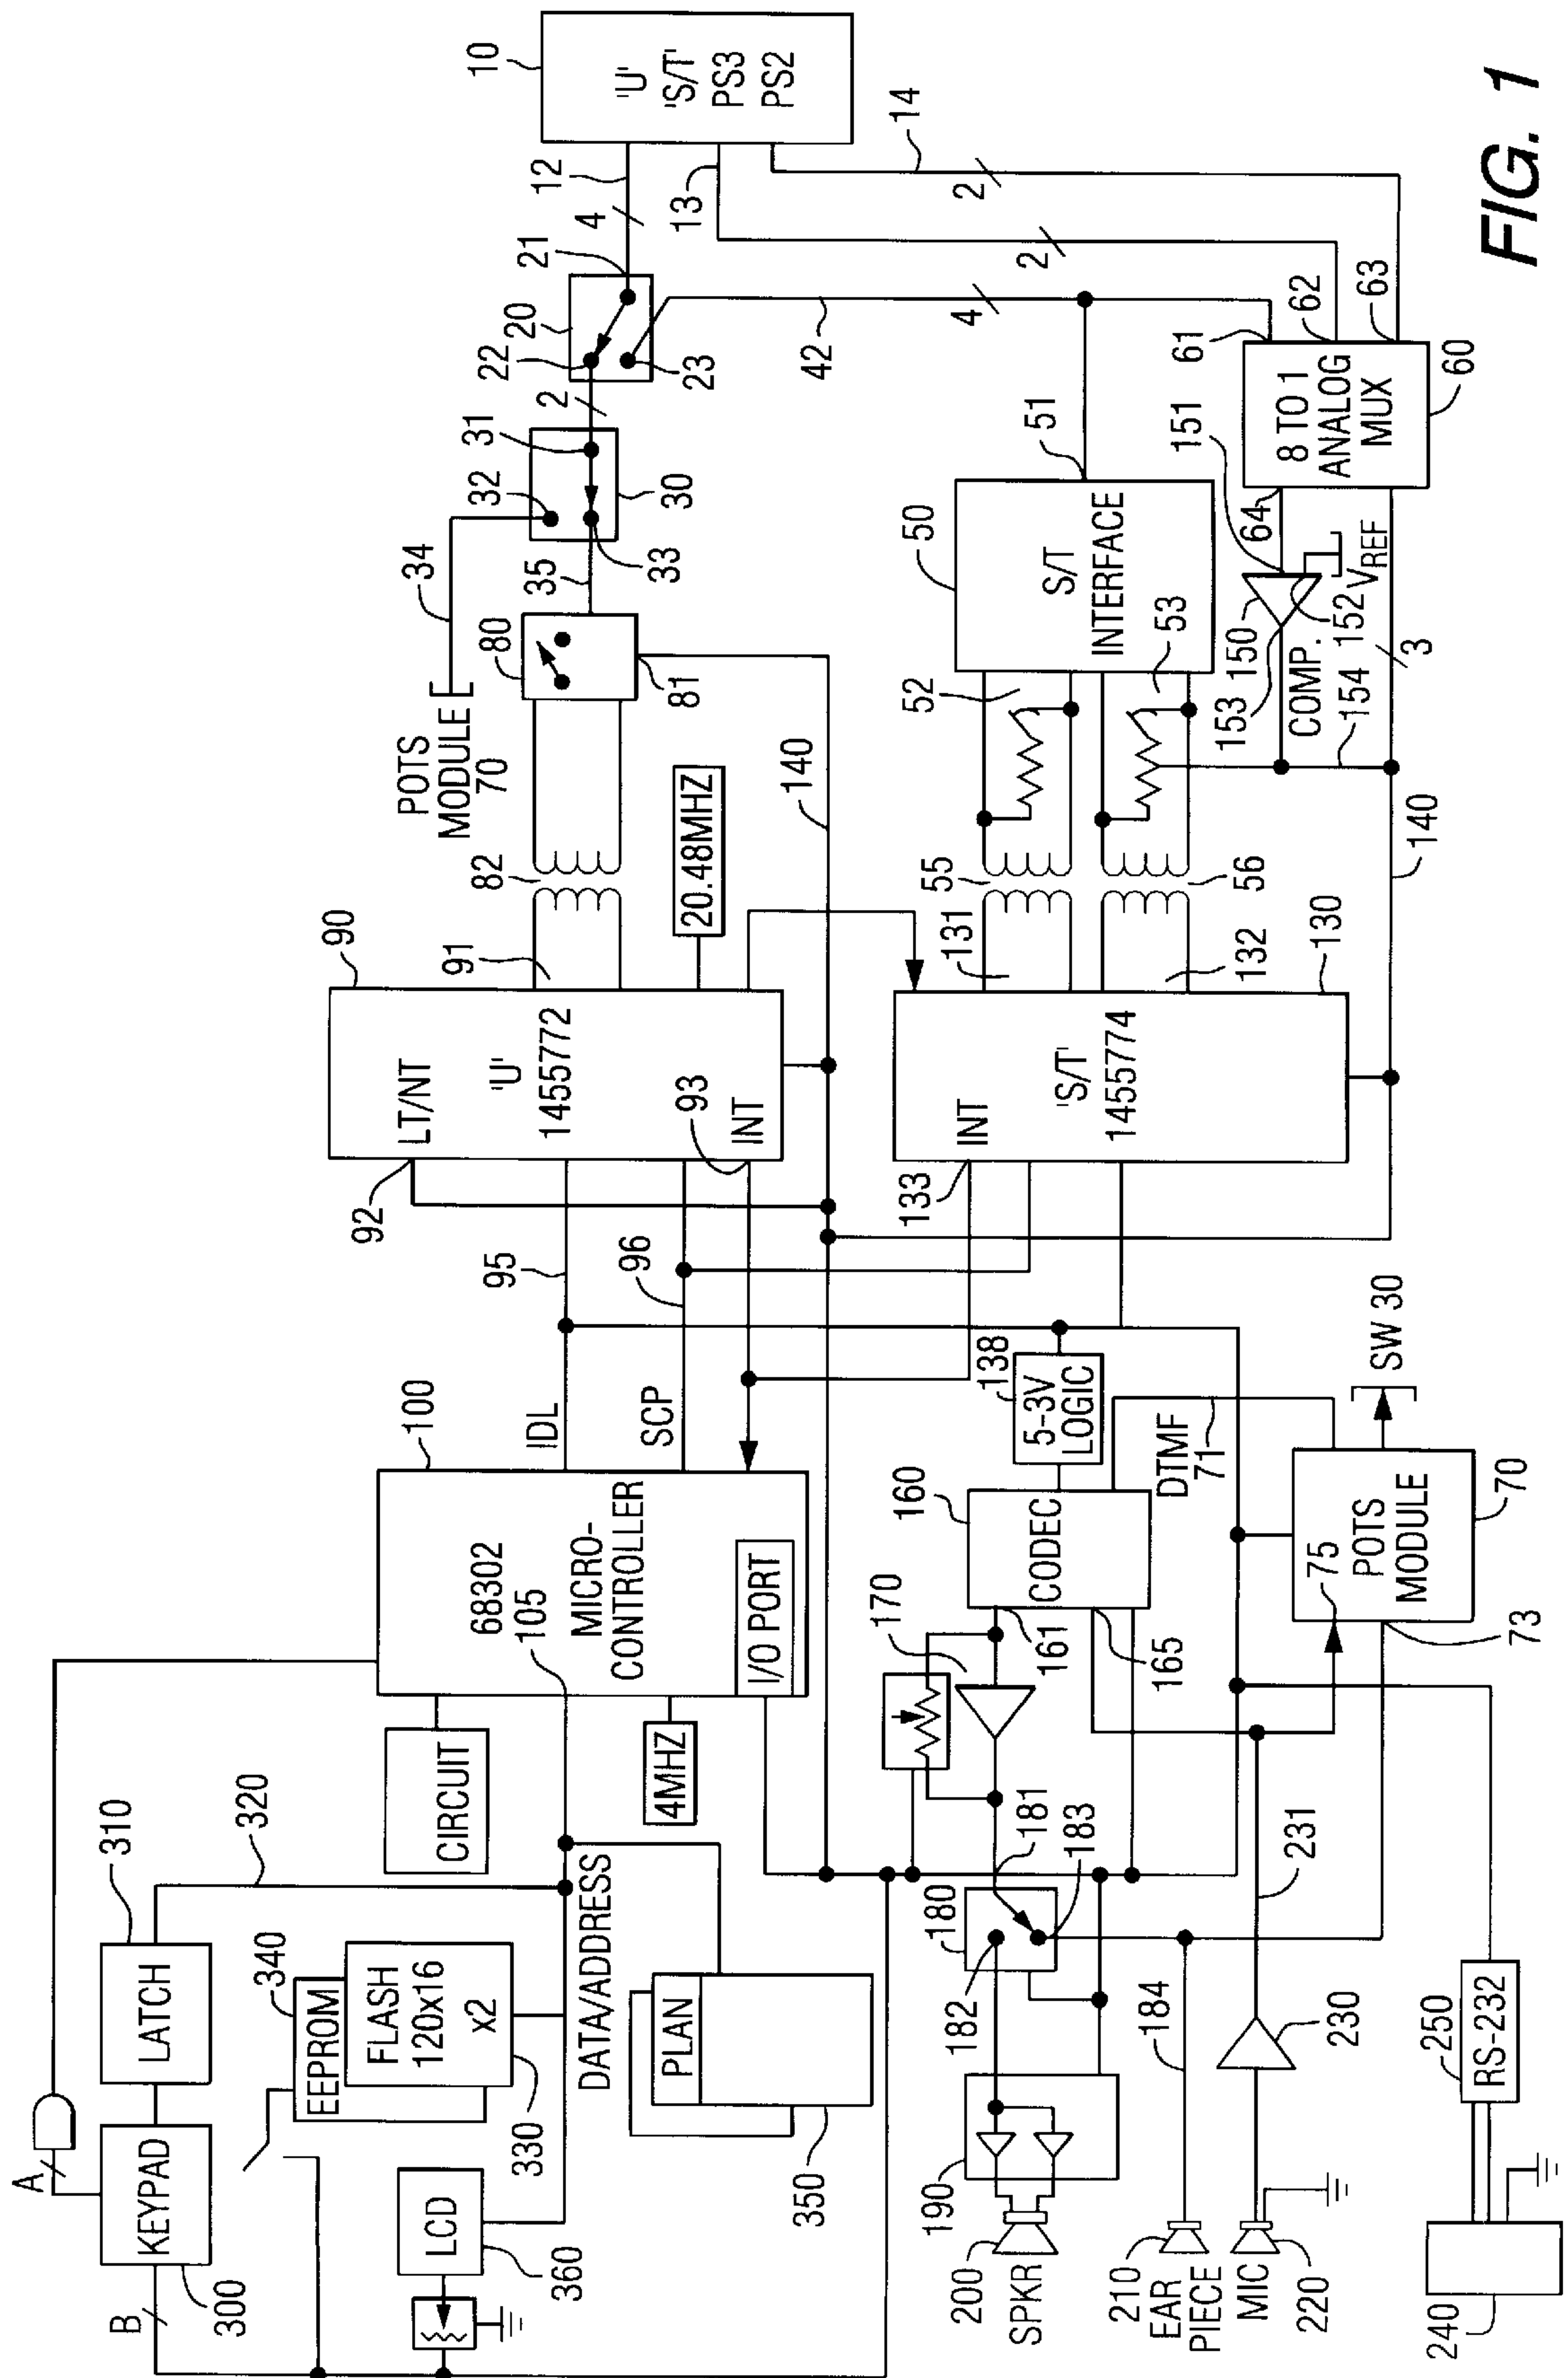 FIG. 1
10
'U'
'S/T'
PS3
PS2
12
4
13
2
14
2
21
20
22
23
2
42
4
31
32
30
33
34
35
POTS
MODULE
70
80
81
82
91
90
LT/NT
'U'
1455772
92
93
INT
20.48MHZ
140
95
96
IDL
SCP
100
68302
105
MICRO-
CONTROLLER
I/O PORT
CIRCUIT
4MHZ
A
B
KEYPAD
300
LATCH
310
320
340
EEPROM
FLASH
120x16
x2
330
DATA/ADDRESS
LCD
360
PLAN
350
50
S/T
INTERFACE
51
52
53
55
56
131
132
130
'S/T'
1455774
INT
133
61
62
63
8 TO 1
ANALOG
MUX
60
64
151
150
152
VREF
153
COMP.
154
3
140
138
5-3V
LOGIC
160
CODEC
161
165
DTMF
71
170
SW 30
75
POTS
MODULE
70
73
180
181
182
183
184
190
200
SPKR
210
EAR
PIECE
MIC
220
230
231
240
250
RS-232